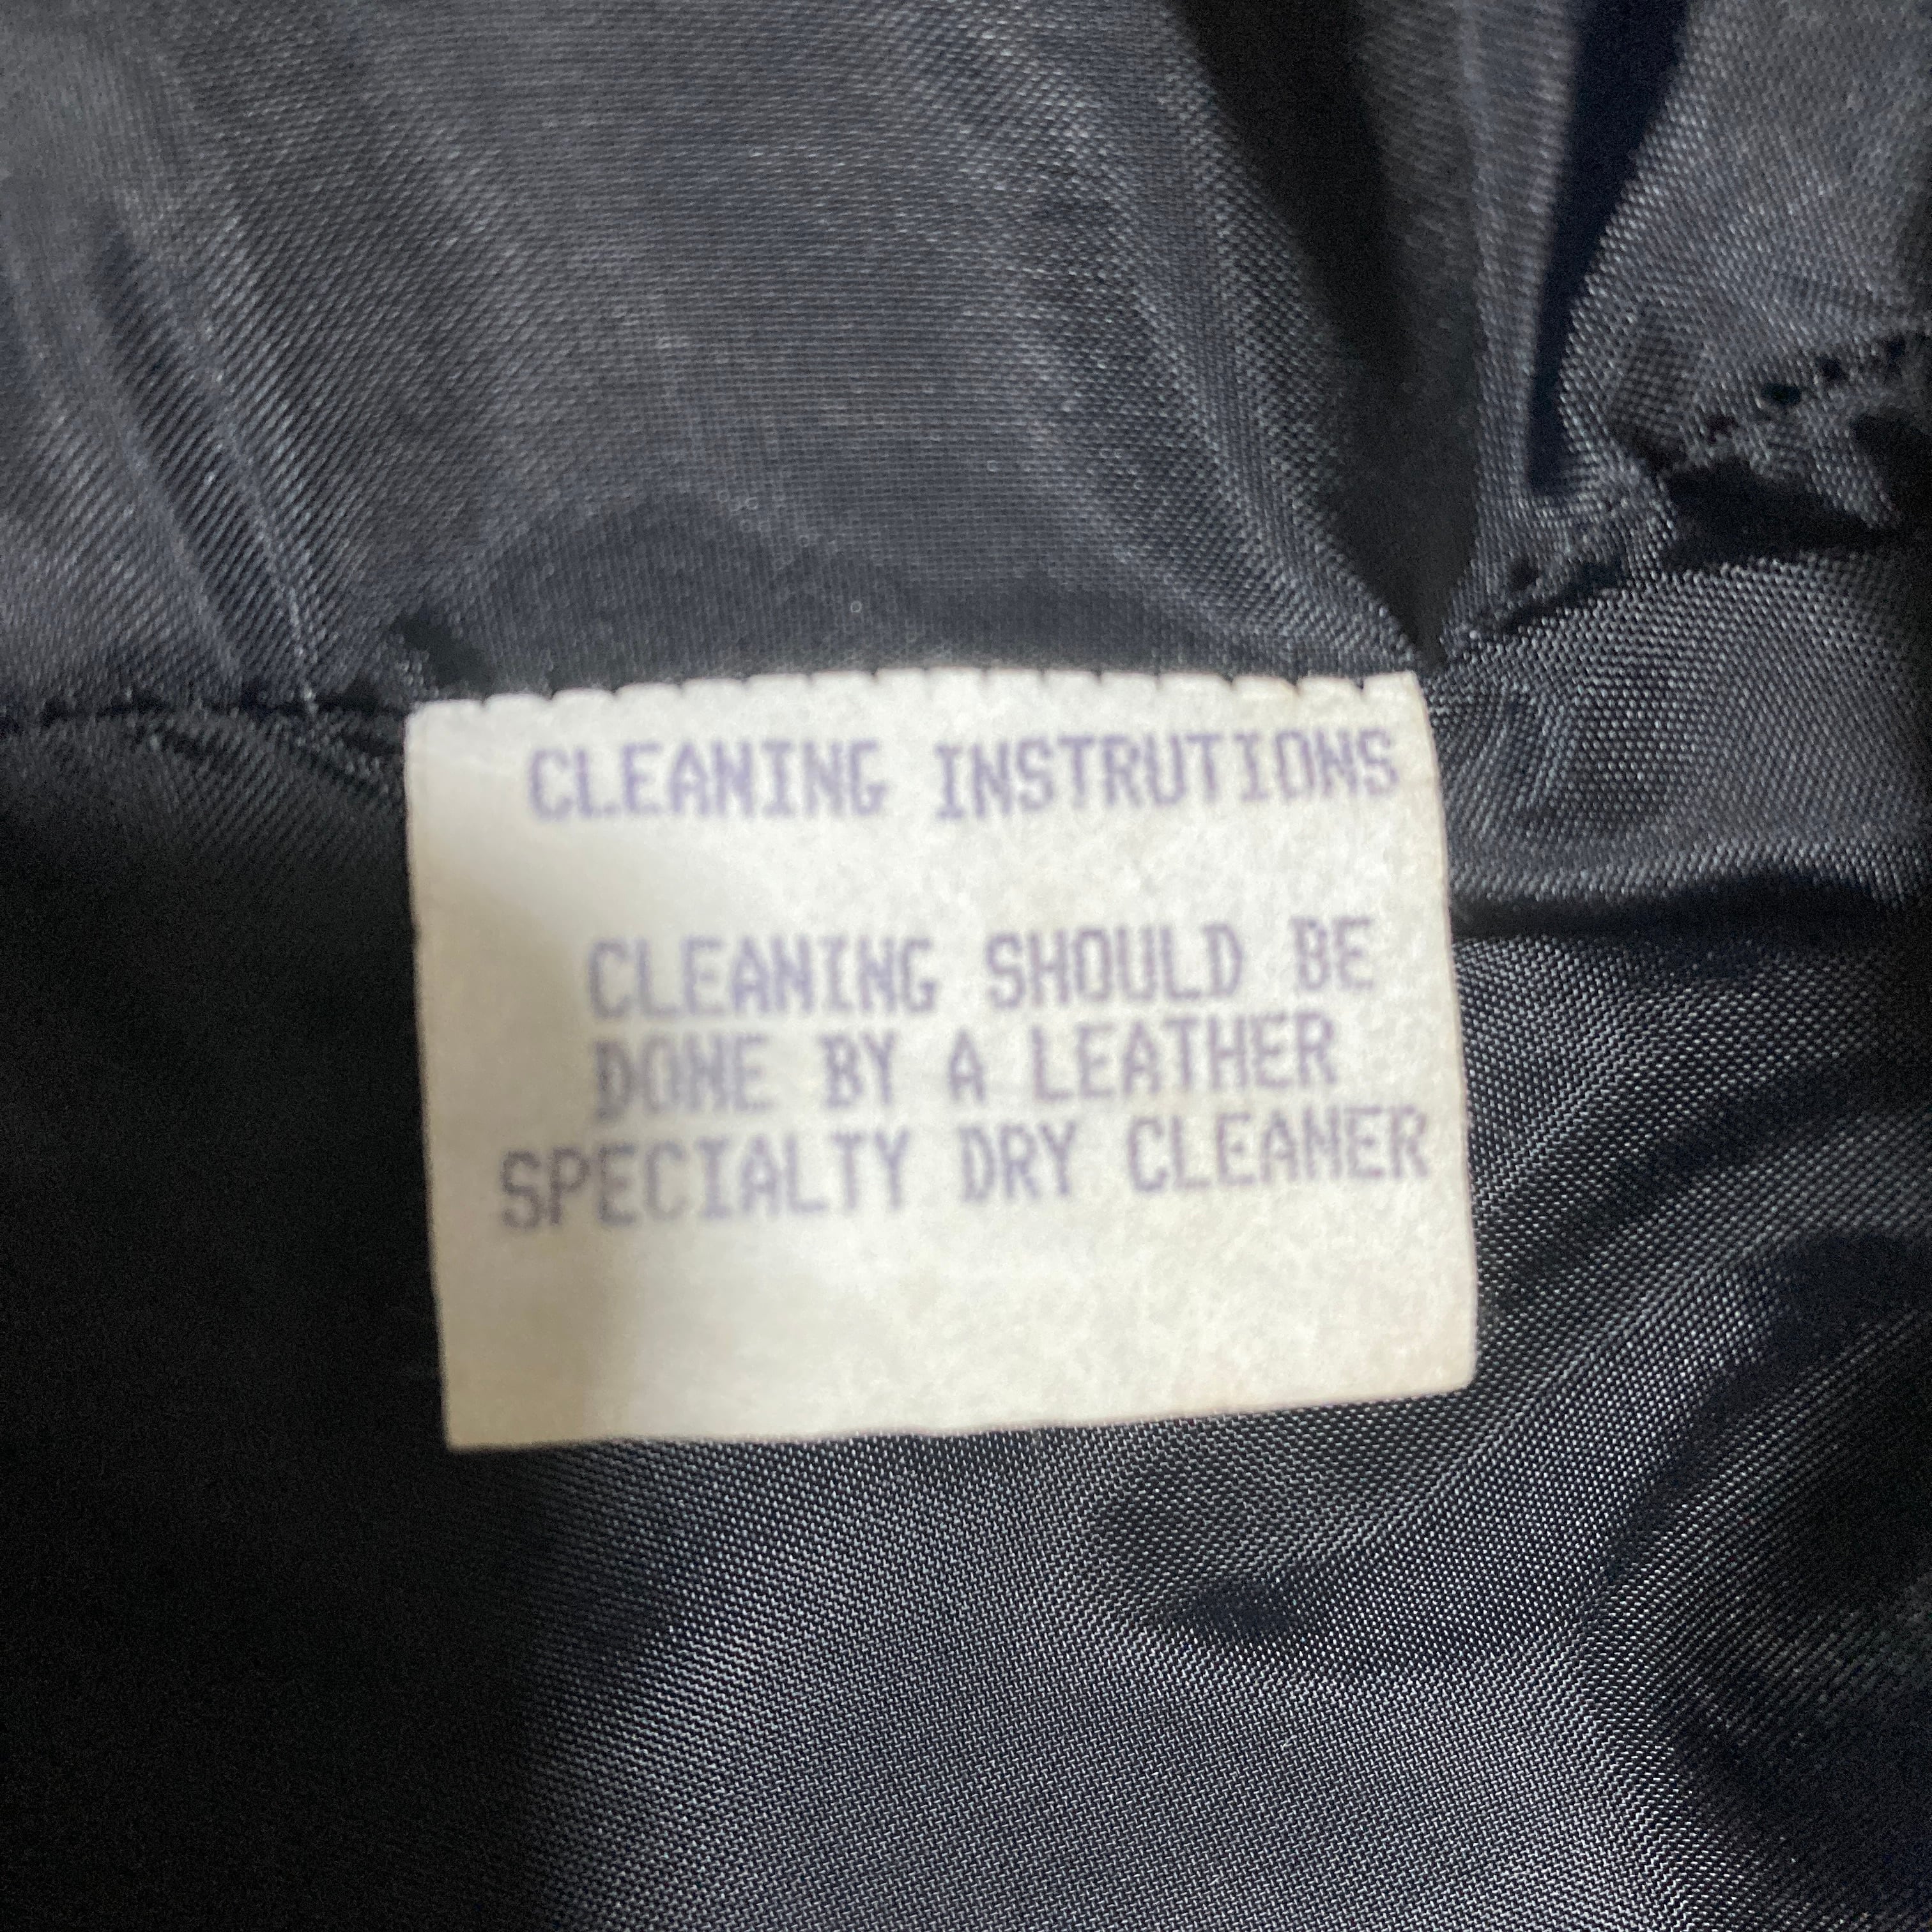 CLEANING INSTRUTIONS
CLEANING SHOULD BE
DONE BY A LEATHER
SPECIALTY DRY CLEANER